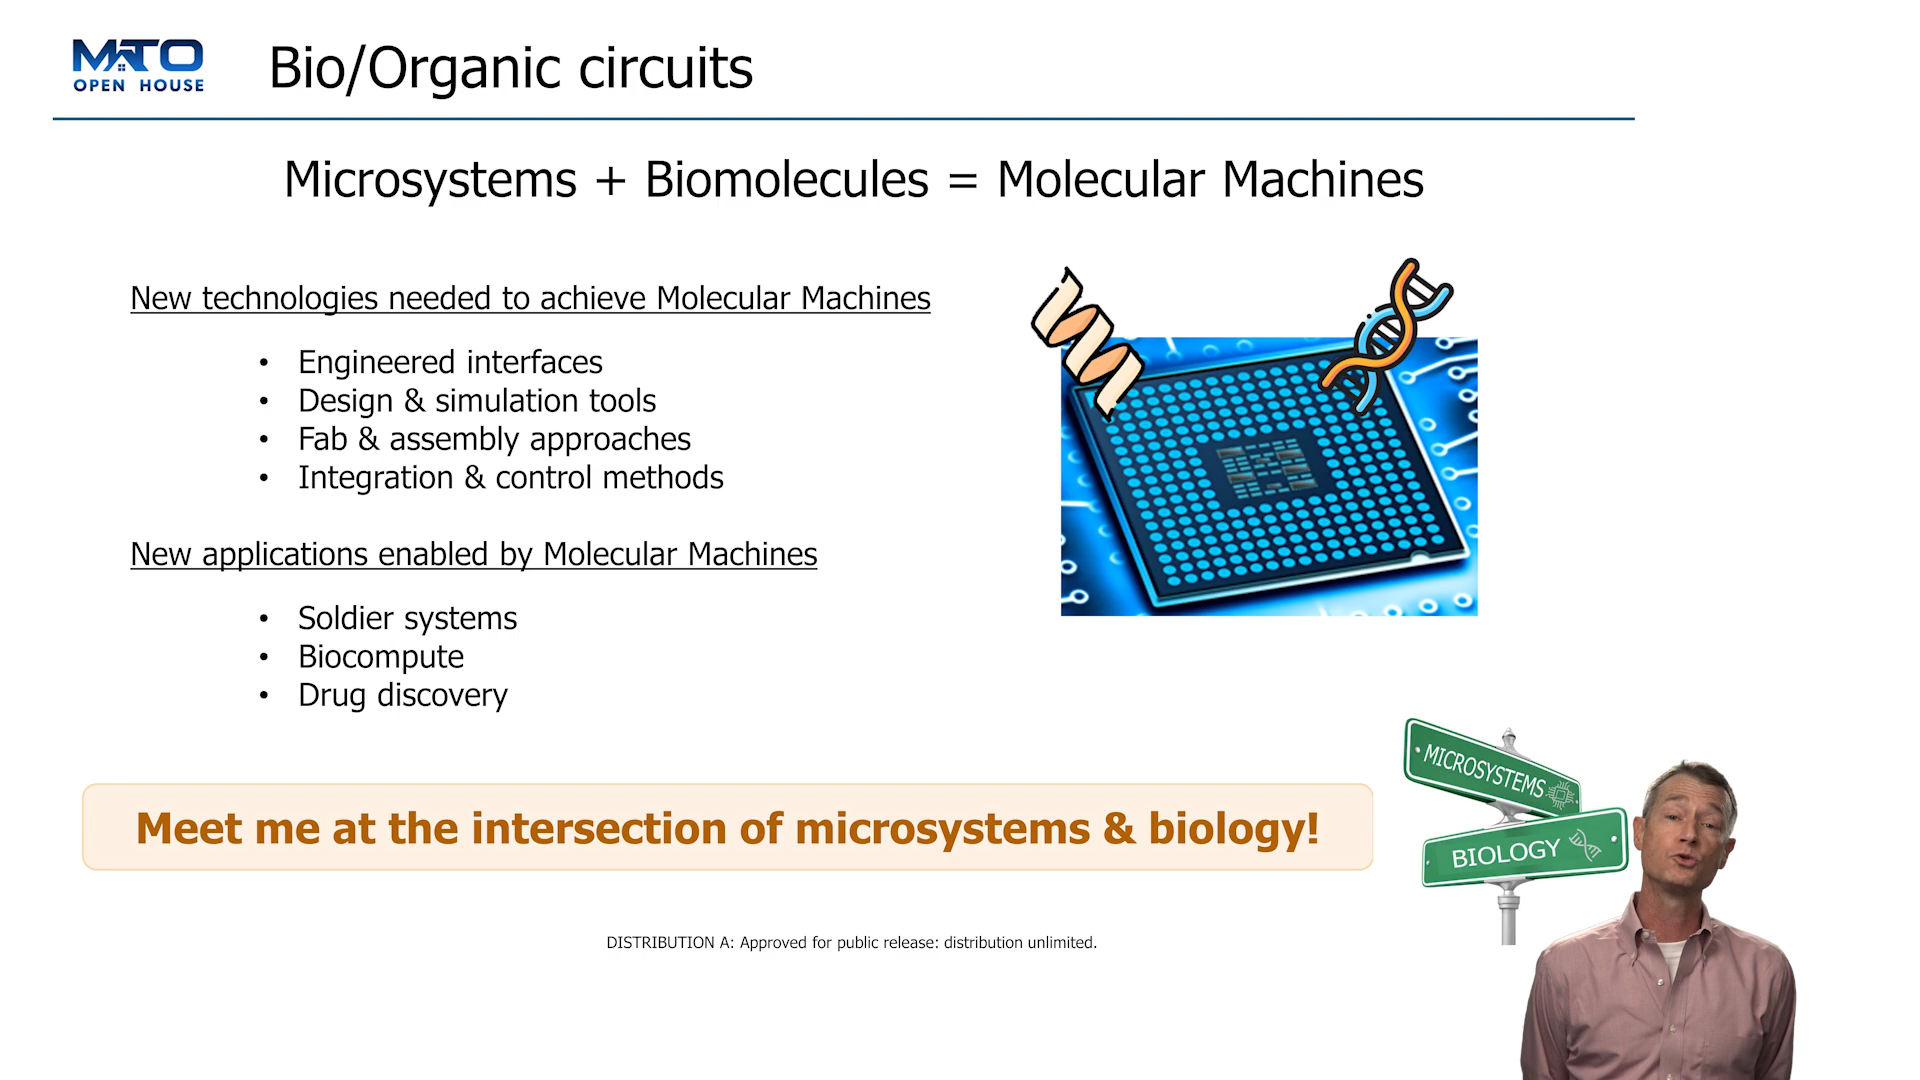 MTO
OPEN HOUSE
Bio/Organic circuits
Microsystems + Biomolecules = Molecular Machines
New technologies needed to achieve Molecular Machines
• Engineered interfaces
• Design & simulation tools
• Fab & assembly approaches
• Integration & control methods
New applications enabled by Molecular Machines
• Soldier systems
• Biocompute
• Drug discovery
MICROSYSTEMS
BIOLOGY
Meet me at the intersection of microsystems & biology!
DISTRIBUTION A: Approved for public release: distribution unlimited.